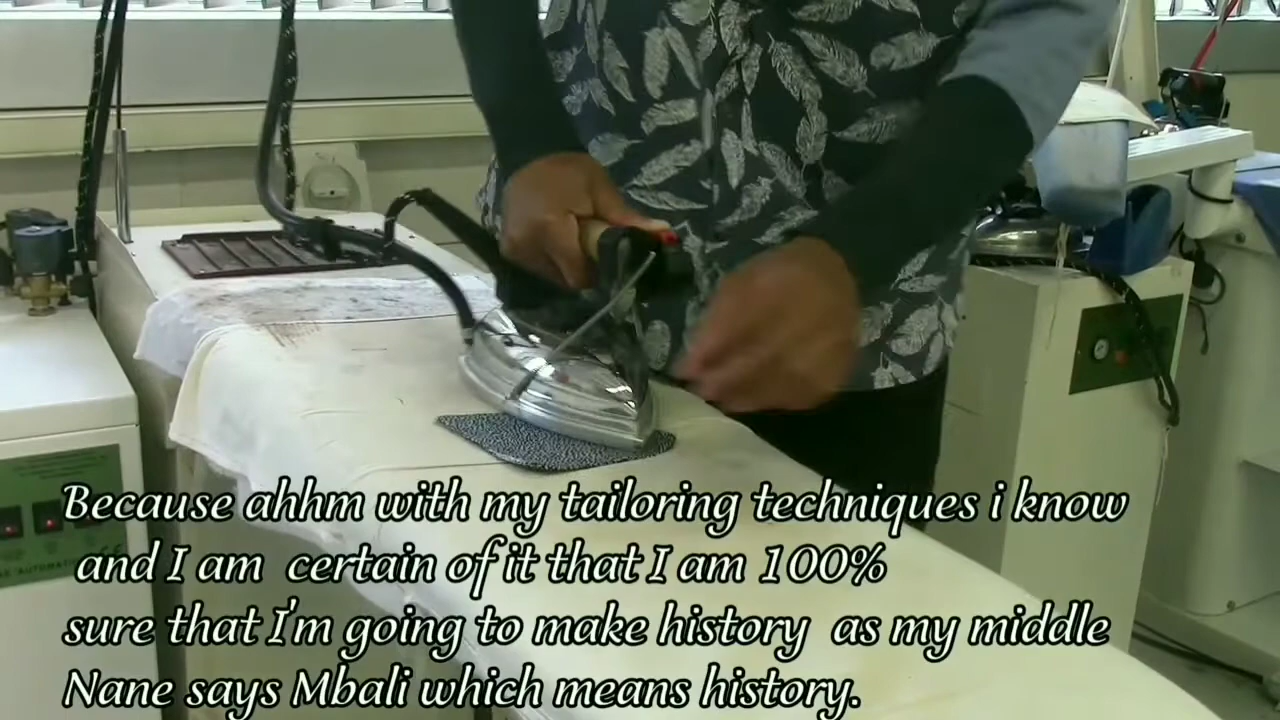 Because ahhm with my tailoring techniques i know
and I am certain of it that I am 100%
sure that I'm going to make history as my middle
Nane says Mbali which means history.